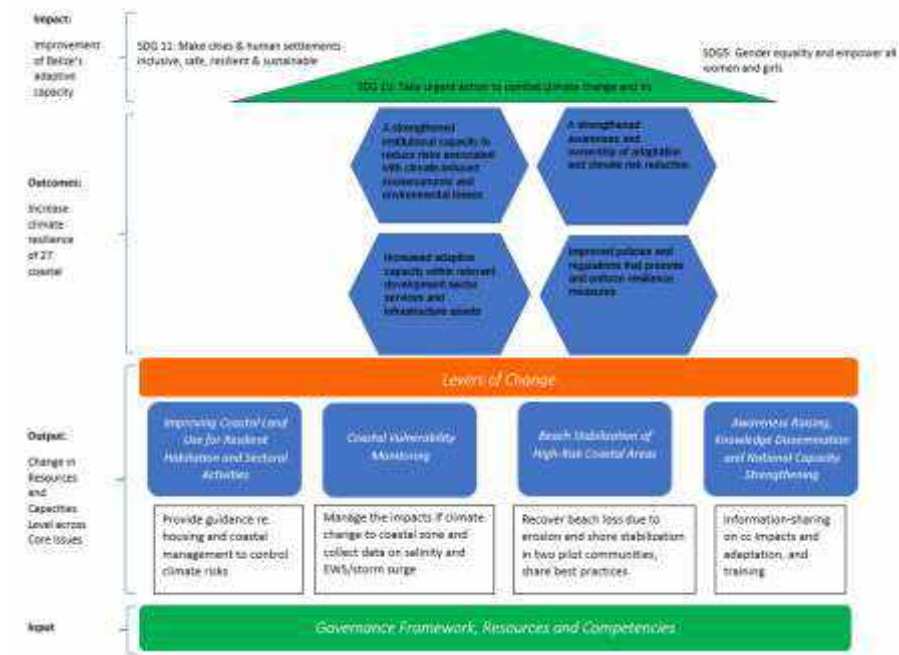 Impact:
Improvement
of Belize's
adaptive
capacity
SDG 11: Make cities & human settlements
inclusive, safe, resilient & sustainable
SDG5: Gender equality and empower all
women and girls
SDG 13: Take urgent action to combat climate change and its
Outcomes:
Increase
climate
resilience
of 27
coastal
A strengthened
institutional capacity to
reduce risks associated
with climate-induced
socioeconomic and
environmental losses
A strengthened
awareness and
ownership of adaptation
and climate risk reduction
Increased adaptive
capacity within relevant
development sector
services and
infrastructure assets
Improved policies and
regulations that promote
and enforce resilience
measures
Levers of Change
Output:
Change in
Resources
and
Capacities
Level across
Core Issues
Improving Coastal Land
Use for Resilient
Habitation and Sectoral
Activities
Coastal Vulnerability
Monitoring
Beach Stabilization of
High-Risk Coastal Areas
Awareness Raising,
Knowledge Dissemination
and National Capacity
Strengthening
Provide guidance re.
housing and coastal
management to control
climate risks
Manage the impacts if climate
change to coastal zone and
collect data on salinity and
EWS/storm surge
Recover beach loss due to
erosion and shore stabilization
in two pilot communities,
share best practices.
Information-sharing
on cc impacts and
adaptation, and
training
Input
Governance Framework, Resources and Competencies